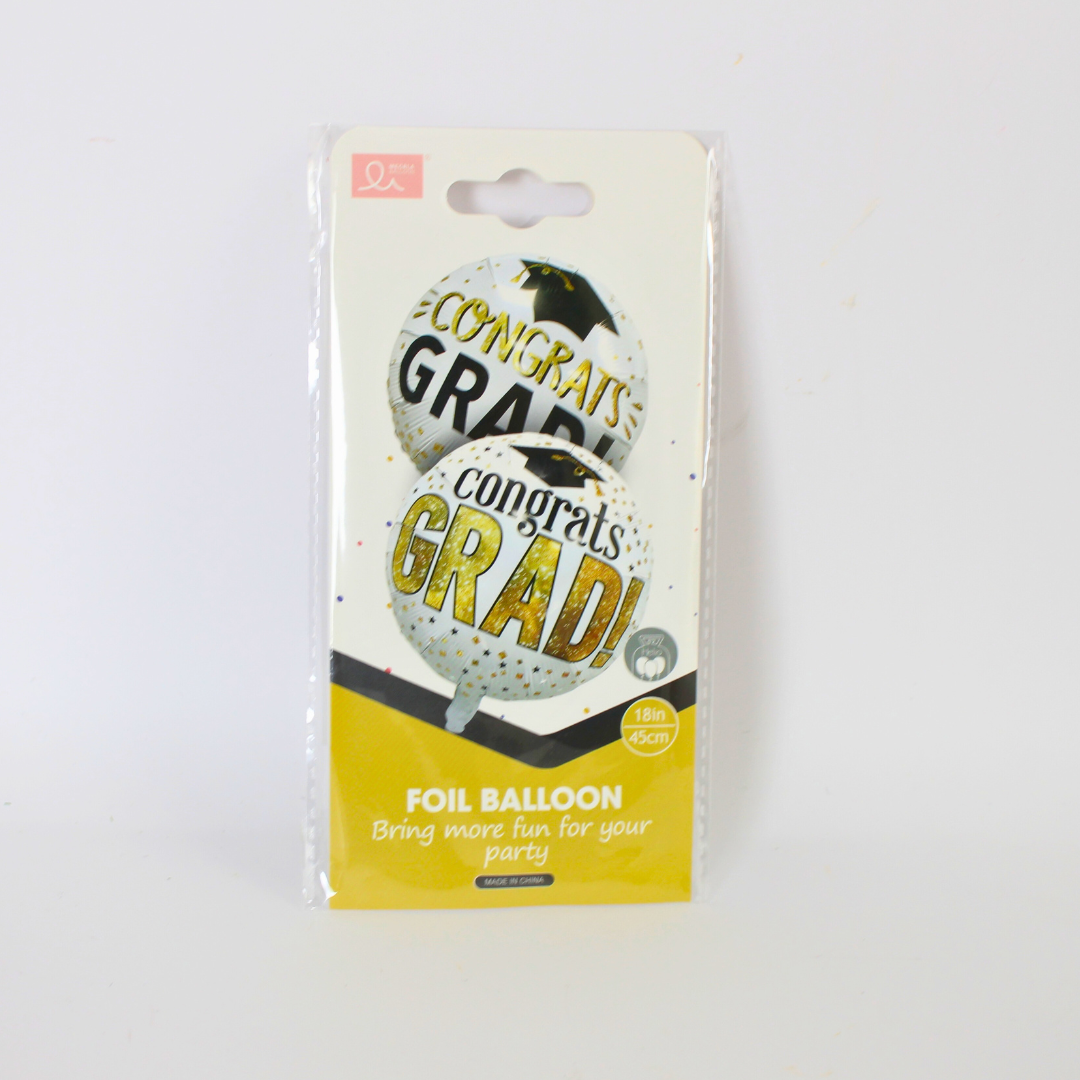 CONGRATS
GRAD!
congrats
GRAD!
18in
45cm
FOIL BALLOON
Bring more fun for your
party
MADE IN CHINA